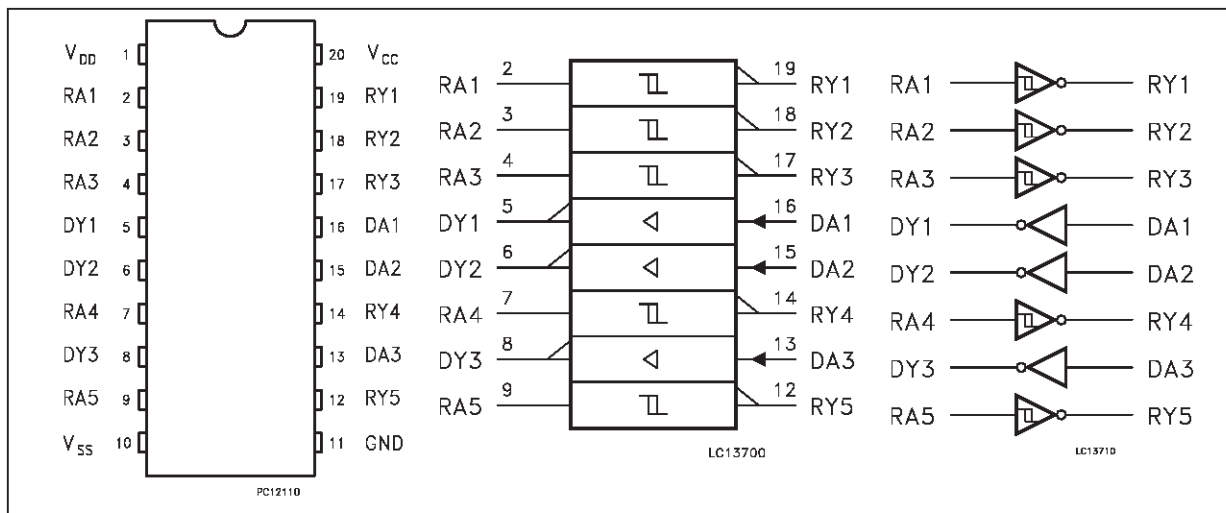 V_DD 1 20 V_CC
RA1 2 19 RY1
RA2 3 18 RY2
RA3 4 17 RY3
DY1 5 16 DA1
DY2 6 15 DA2
RA4 7 14 RY4
DY3 8 13 DA3
RA5 9 12 RY5
V_SS 10 11 GND
PC12110
RA1 2 19 RY1
RA2 3 18 RY2
RA3 4 17 RY3
DY1 5 16 DA1
DY2 6 15 DA2
RA4 7 14 RY4
DY3 8 13 DA3
RA5 9 12 RY5
LC13700
RA1 RY1
RA2 RY2
RA3 RY3
DY1 DA1
DY2 DA2
RA4 RY4
DY3 DA3
RA5 RY5
LC13710